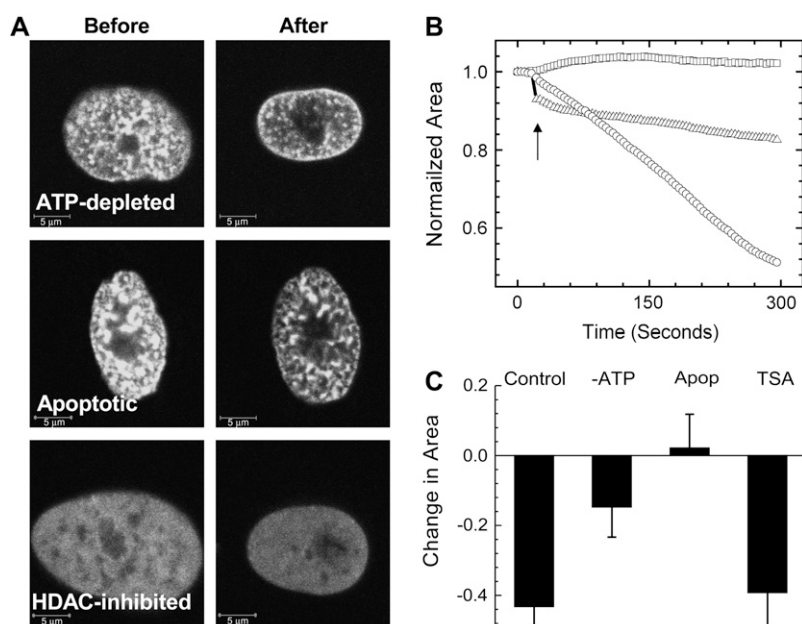 A
Before
After
ATP-depleted
5 µm
5 µm
Apoptotic
5 µm
5 µm
HDAC-inhibited
5 µm
5 µm
B
Normailzed Area
1.0
0.8
0.6
0
150
300
Time (Seconds)
C
Control
-ATP
Apop
TSA
Change in Area
0.2
0.0
-0.2
-0.4